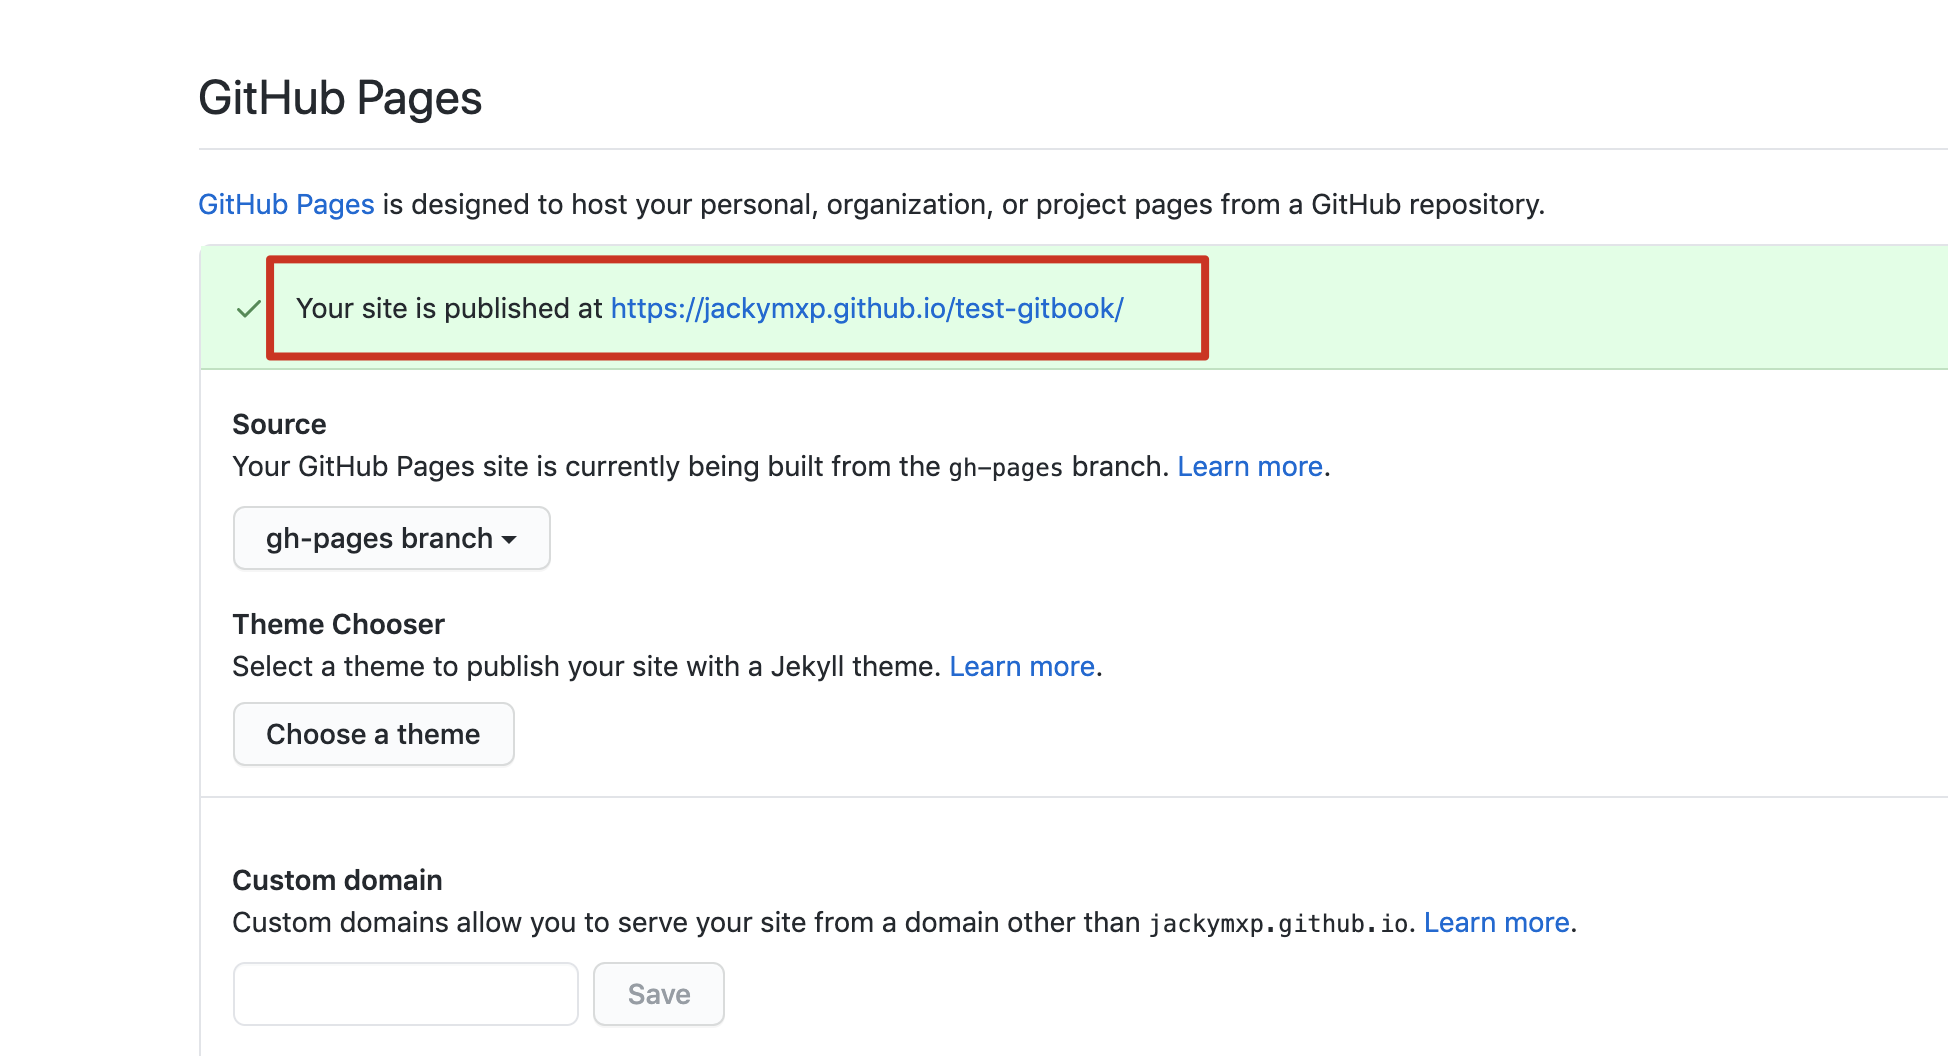 GitHub Pages
GitHub Pages is designed to host your personal, organization, or project pages from a GitHub repository.
Your site is published at https://jackymxp.github.io/test-gitbook/
Source
Your GitHub Pages site is currently being built from the gh-pages branch. Learn more.
gh-pages branch
Theme Chooser
Select a theme to publish your site with a Jekyll theme. Learn more.
Choose a theme
Custom domain
Custom domains allow you to serve your site from a domain other than jackymxp.github.io. Learn more.
Save